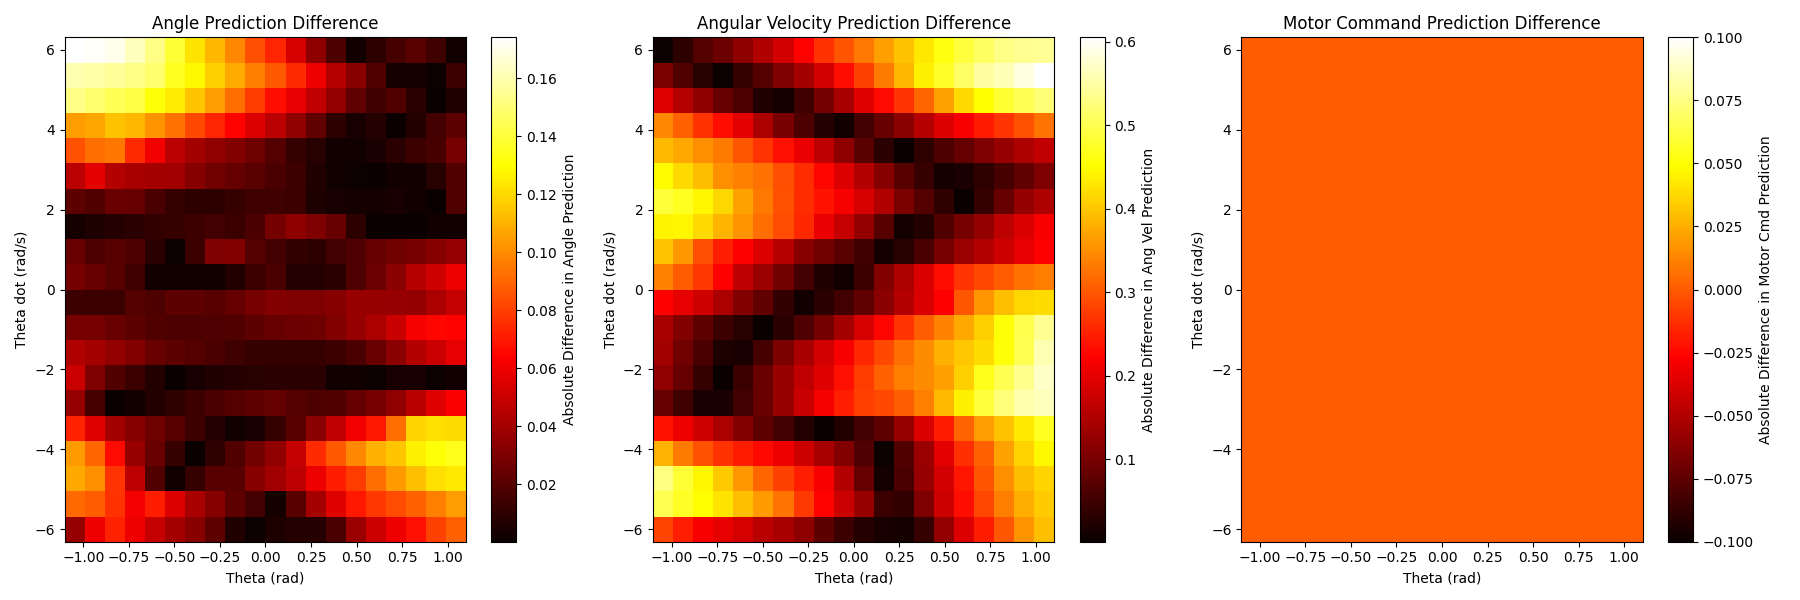 Angle Prediction Difference
6
4
2
0
−2
−4
−6
Theta dot (rad/s)
−1.00 −0.75 −0.50 −0.25 0.00 0.25 0.50 0.75 1.00
Theta (rad)
0.16
0.14
0.12
0.10
0.08
0.06
0.04
0.02
Absolute Difference in Angle Prediction
Angular Velocity Prediction Difference
6
4
2
0
−2
−4
−6
Theta dot (rad/s)
−1.00 −0.75 −0.50 −0.25 0.00 0.25 0.50 0.75 1.00
Theta (rad)
0.6
0.5
0.4
0.3
0.2
0.1
Absolute Difference in Ang Vel Prediction
Motor Command Prediction Difference
6
4
2
0
−2
−4
−6
Theta dot (rad/s)
−1.00 −0.75 −0.50 −0.25 0.00 0.25 0.50 0.75 1.00
Theta (rad)
0.100
0.075
0.050
0.025
0.000
−0.025
−0.050
−0.075
−0.100
Absolute Difference in Motor Cmd Prediction